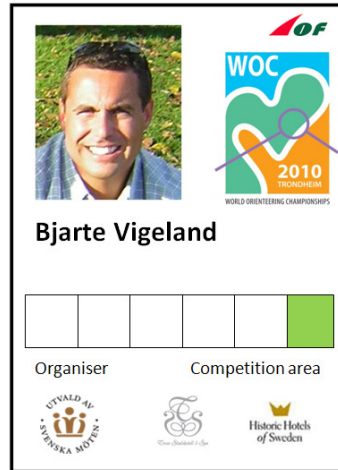 IOF
WOC
2010
TRONDHEIM
WORLD ORIENTEERING CHAMPIONSHIPS
Bjarte Vigeland
Organiser
Competition area
UTVALD AV
SVENSKA MÖTEN
Historic Hotels
of Sweden